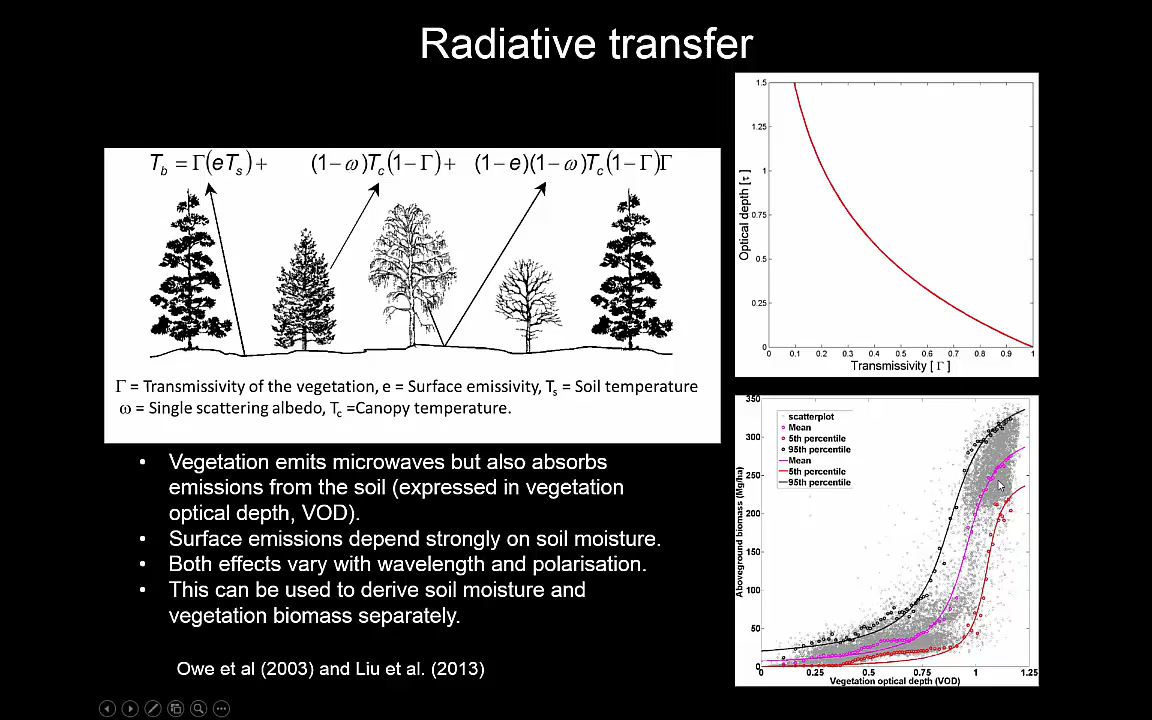 Radiative transfer
T_b = Γ(eT_s) + (1 − ω)T_c(1 − Γ) + (1 − e)(1 − ω)T_c(1 − Γ)Γ
Γ = Transmissivity of the vegetation, e = Surface emissivity, T_s = Soil temperature
ω = Single scattering albedo, T_c =Canopy temperature.
• Vegetation emits microwaves but also absorbs
emissions from the soil (expressed in vegetation
optical depth, VOD).
• Surface emissions depend strongly on soil moisture.
• Both effects vary with wavelength and polarisation.
• This can be used to derive soil moisture and
vegetation biomass separately.
Owe et al (2003) and Liu et al. (2013)
1.5
1.25
1
0.75
0.5
0.25
0
Optical depth [ τ ]
0 0.1 0.2 0.3 0.4 0.5 0.6 0.7 0.8 0.9 1
Transmissivity [ Γ ]
350
300
250
200
150
100
50
0
Aboveground biomass (Mg/ha)
scatterplot
Mean
5th percentile
95th percentile
Mean
5th percentile
95th percentile
0 0.25 0.5 0.75 1 1.25
Vegetation optical depth (VOD)